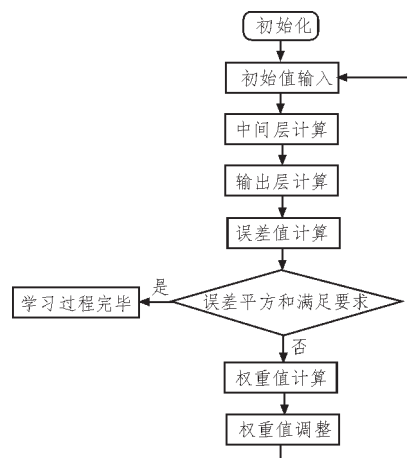 初始化
初始值输入
中间层计算
输出层计算
误差值计算
是
学习过程完毕
误差平方和满足要求
否
权重值计算
权重值调整